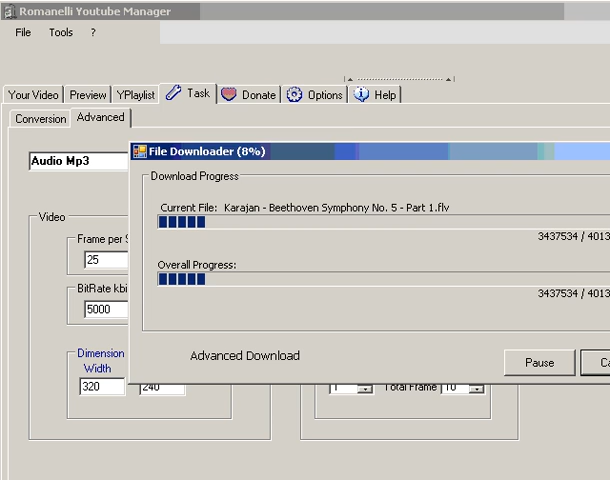 Romanelli Youtube Manager
File Tools ?
Your Video Preview YPlaylist Task Donate Options Help
Conversion Advanced
Audio Mp3
File Downloader (8%)
Download Progress
Current File: Karajan - Beethoven Symphony No. 5 - Part 1.flv
3437534 / 4013
Overall Progress:
3437534 / 4013
Advanced Download
Pause
Video
Frame per
25
BitRate kbi
5000
Dimension
Width
320 240
1 Total Frame 10